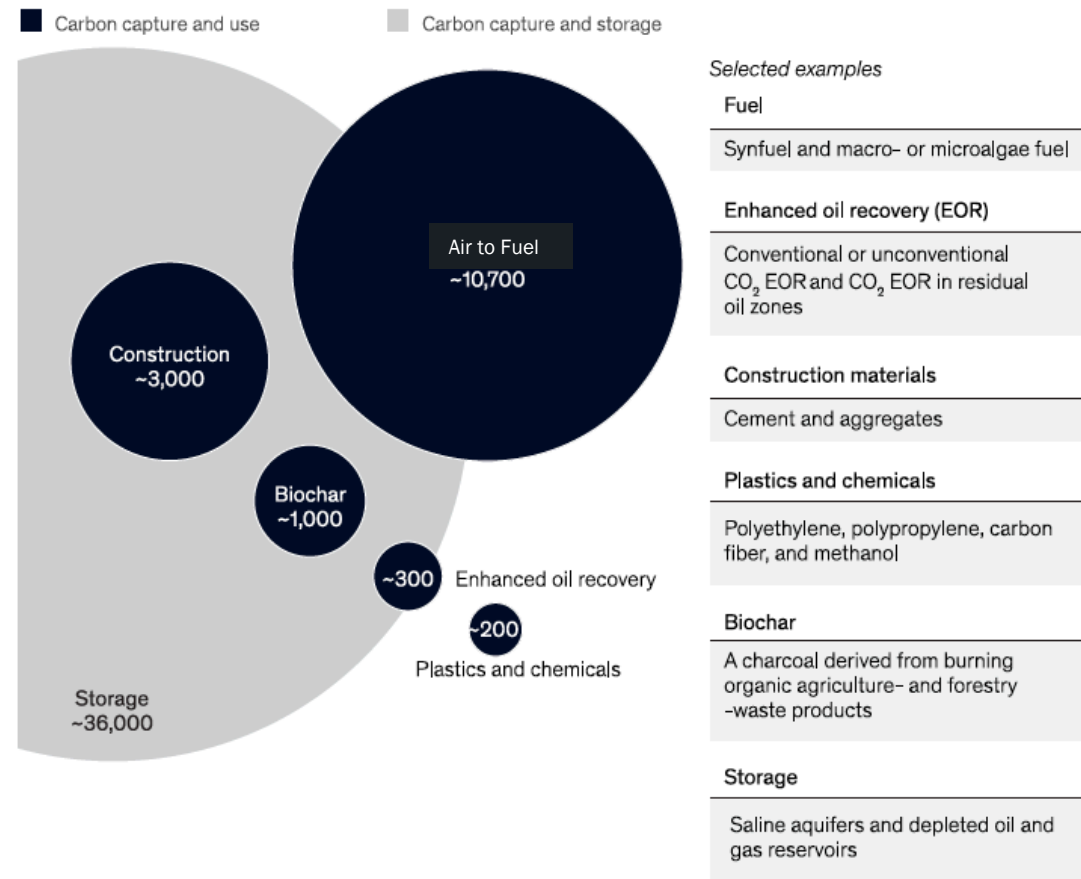 Carbon capture and use
Carbon capture and storage
Air to Fuel
~10,700
Construction
~3,000
Biochar
~1,000
~300
Enhanced oil recovery
~200
Plastics and chemicals
Storage
~36,000
Selected examples
Fuel
Synfuel and macro- or microalgae fuel
Enhanced oil recovery (EOR)
Conventional or unconventional
CO₂ EOR and CO₂ EOR in residual
oil zones
Construction materials
Cement and aggregates
Plastics and chemicals
Polyethylene, polypropylene, carbon
fiber, and methanol
Biochar
A charcoal derived from burning
organic agriculture- and forestry
-waste products
Storage
Saline aquifers and depleted oil and
gas reservoirs